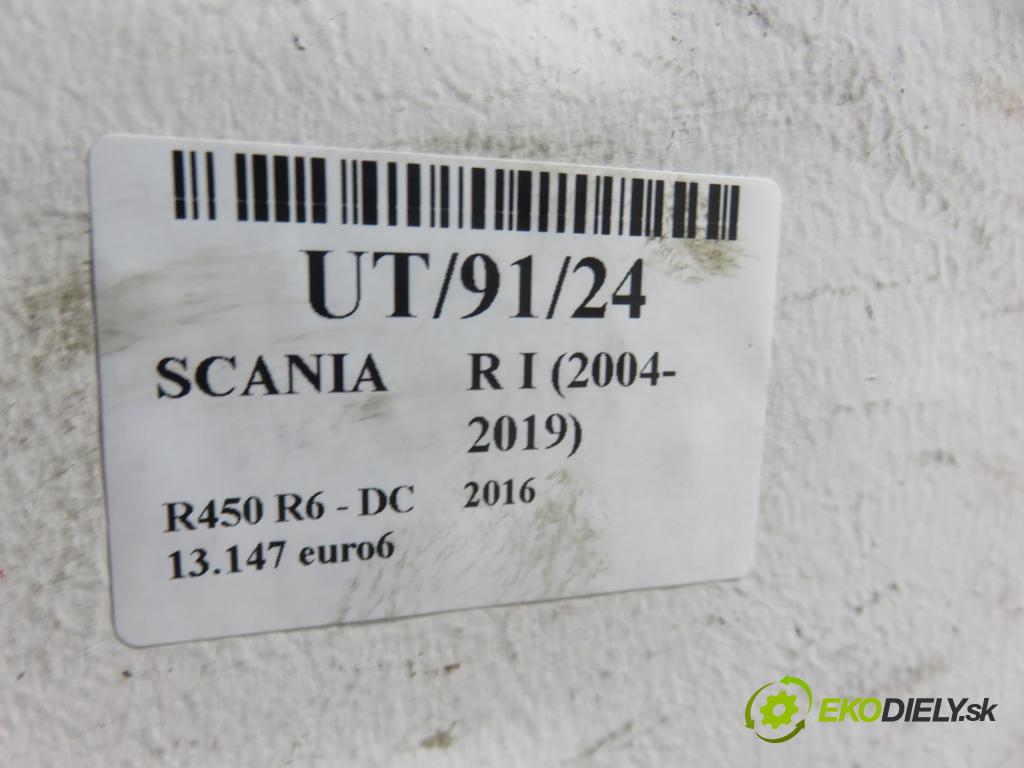 UT/91/24
SCANIA R I (2004-
2019)
R450 R6 - DC 2016
13.147 euro6
EKODIELY.sk